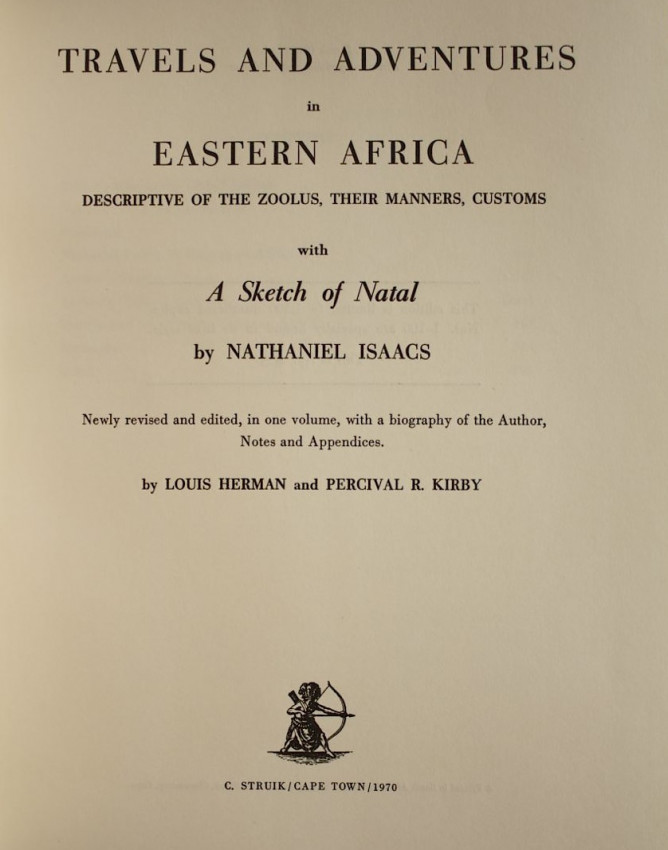 TRAVELS AND ADVENTURES
in
EASTERN AFRICA
DESCRIPTIVE OF THE ZOOLUS, THEIR MANNERS, CUSTOMS
with
A Sketch of Natal
by NATHANIEL ISAACS
Newly revised and edited, in one volume, with a biography of the Author,
Notes and Appendices.
by LOUIS HERMAN and PERCIVAL R. KIRBY
C. STRUIK/CAPE TOWN/1970